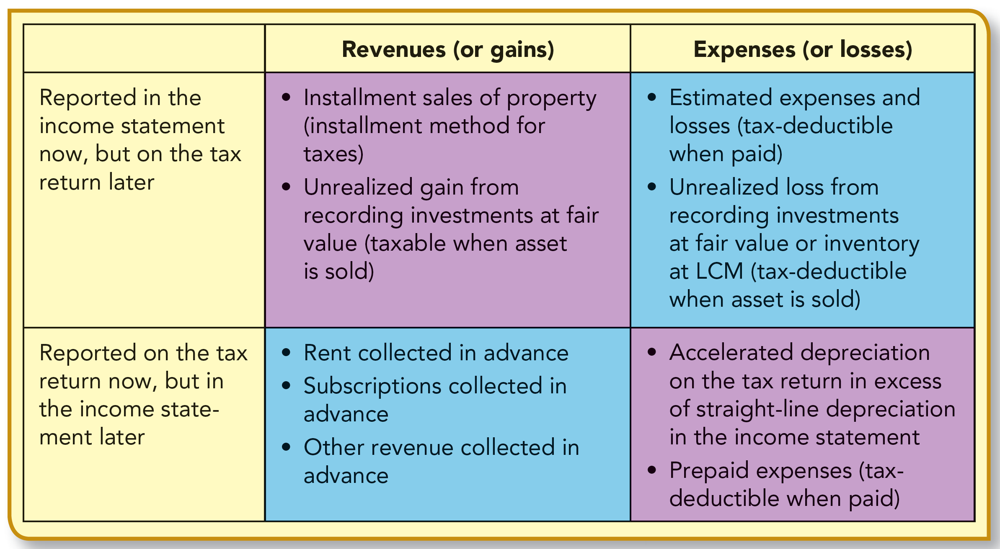 Revenues (or gains)
Expenses (or losses)
Reported in the
income statement
now, but on the tax
return later
• Installment sales of property
(installment method for
taxes)
• Unrealized gain from
recording investments at fair
value (taxable when asset
is sold)
• Estimated expenses and
losses (tax-deductible
when paid)
• Unrealized loss from
recording investments
at fair value or inventory
at LCM (tax-deductible
when asset is sold)
Reported on the tax
return now, but in
the income state-
ment later
• Rent collected in advance
• Subscriptions collected in
advance
• Other revenue collected in
advance
• Accelerated depreciation
on the tax return in excess
of straight-line depreciation
in the income statement
• Prepaid expenses (tax-
deductible when paid)